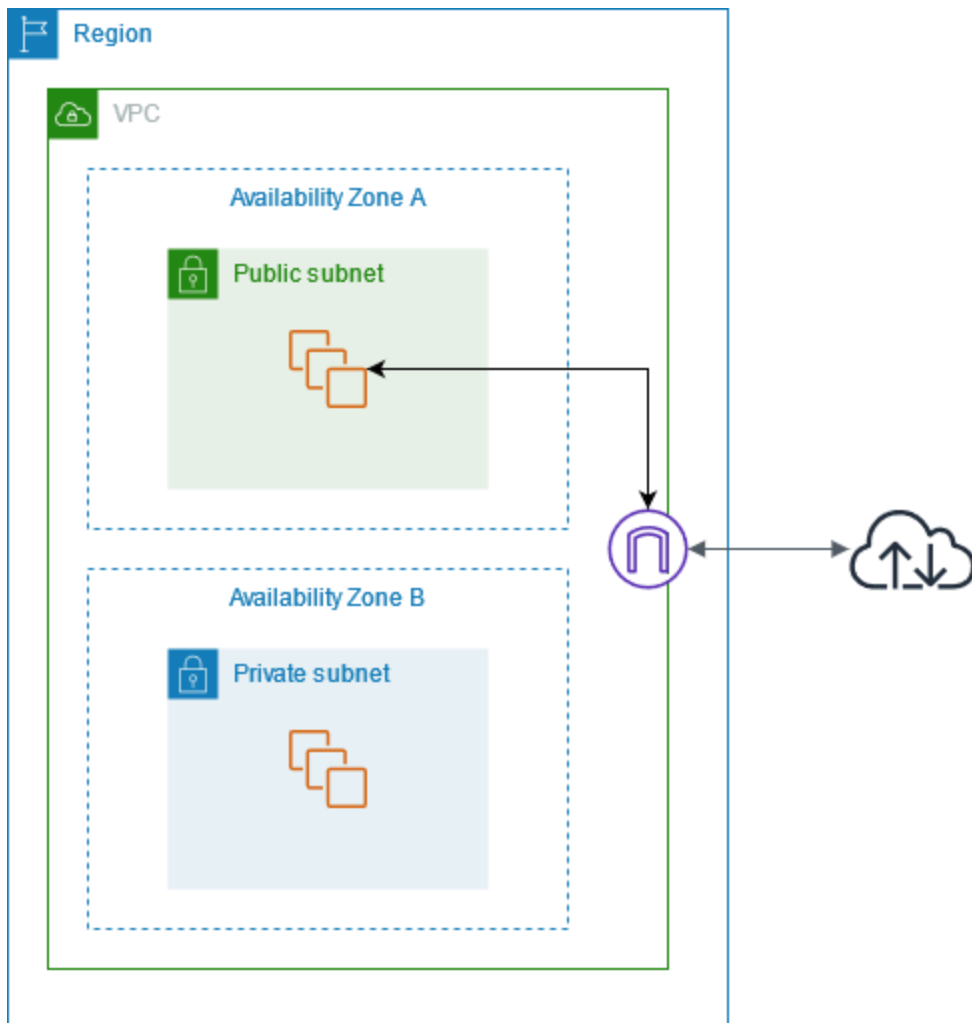 Region
VPC
Availability Zone A
Public subnet
Availability Zone B
Private subnet